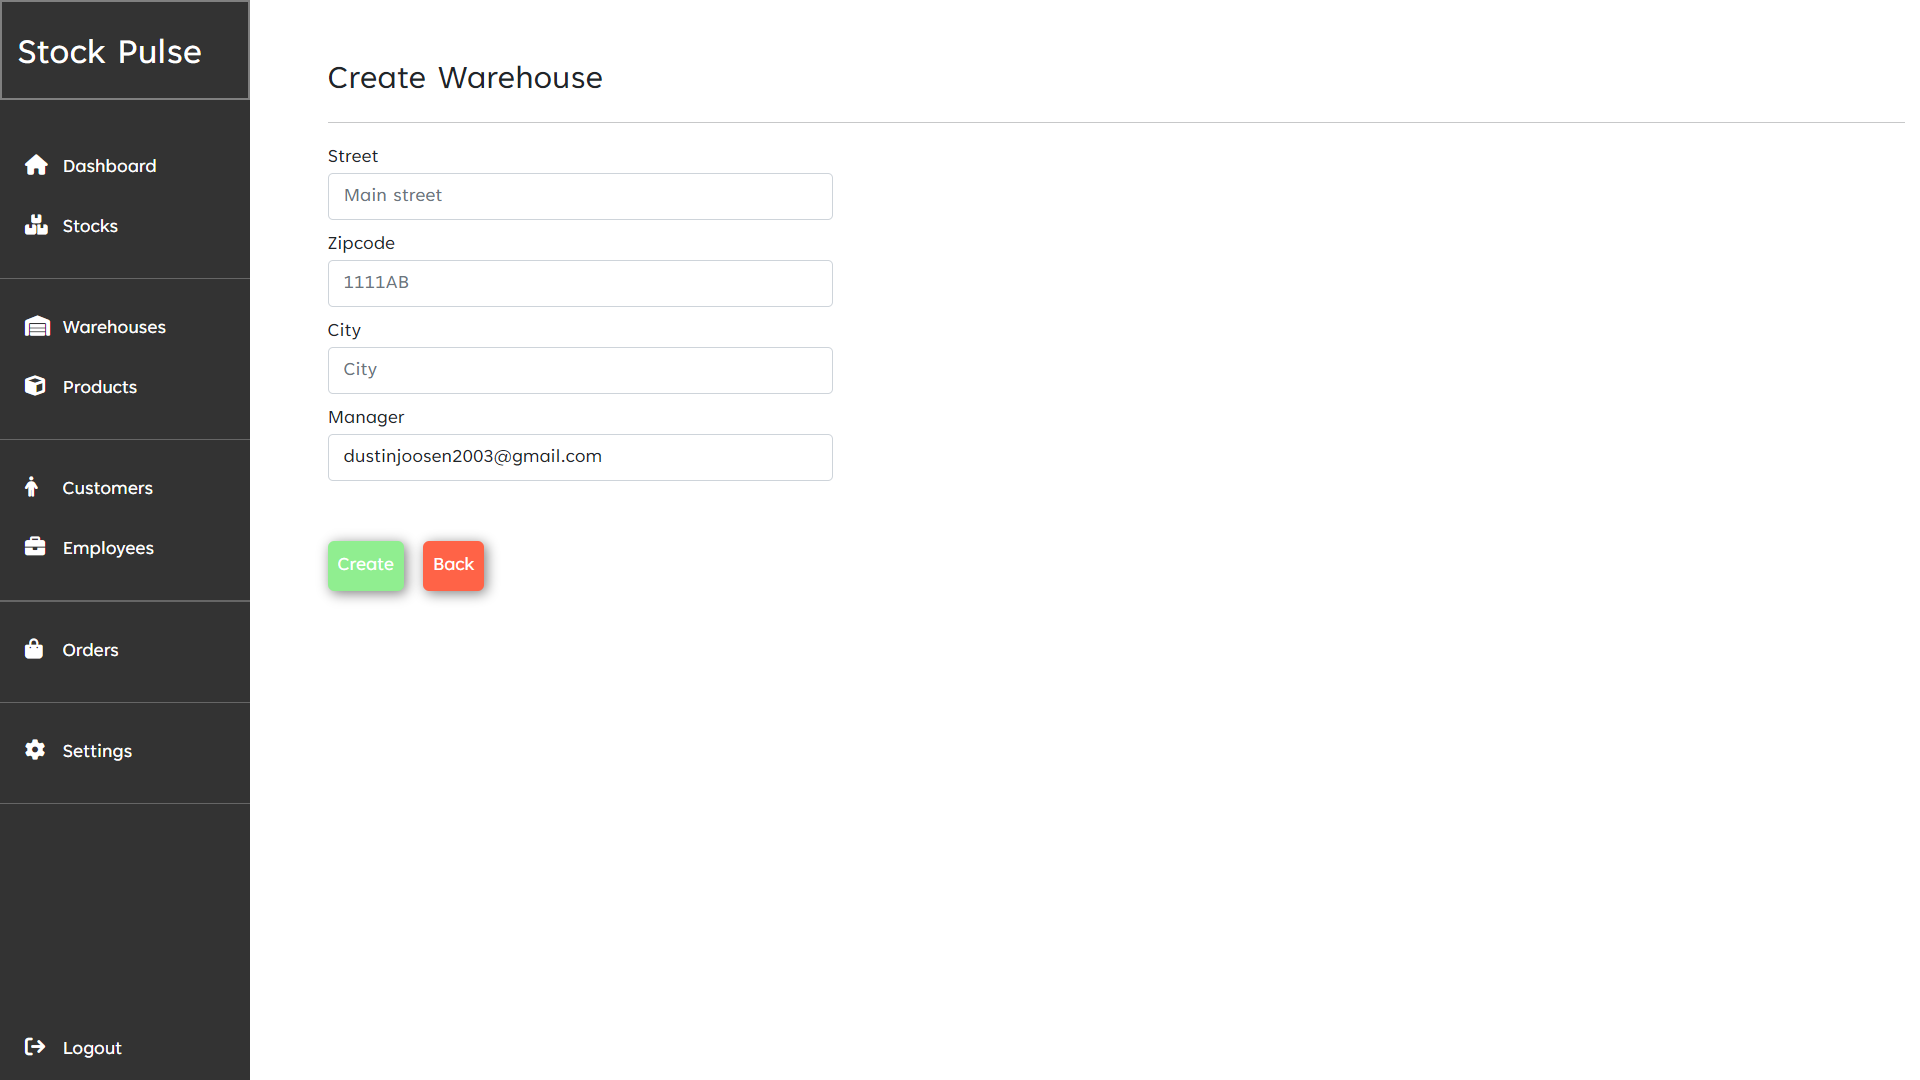 Stock Pulse
Dashboard
Stocks
Warehouses
Products
Customers
Employees
Orders
Settings
Logout
Create Warehouse
Street
Main street
Zipcode
1111AB
City
City
Manager
dustinjoosen2003@gmail.com
Create
Back